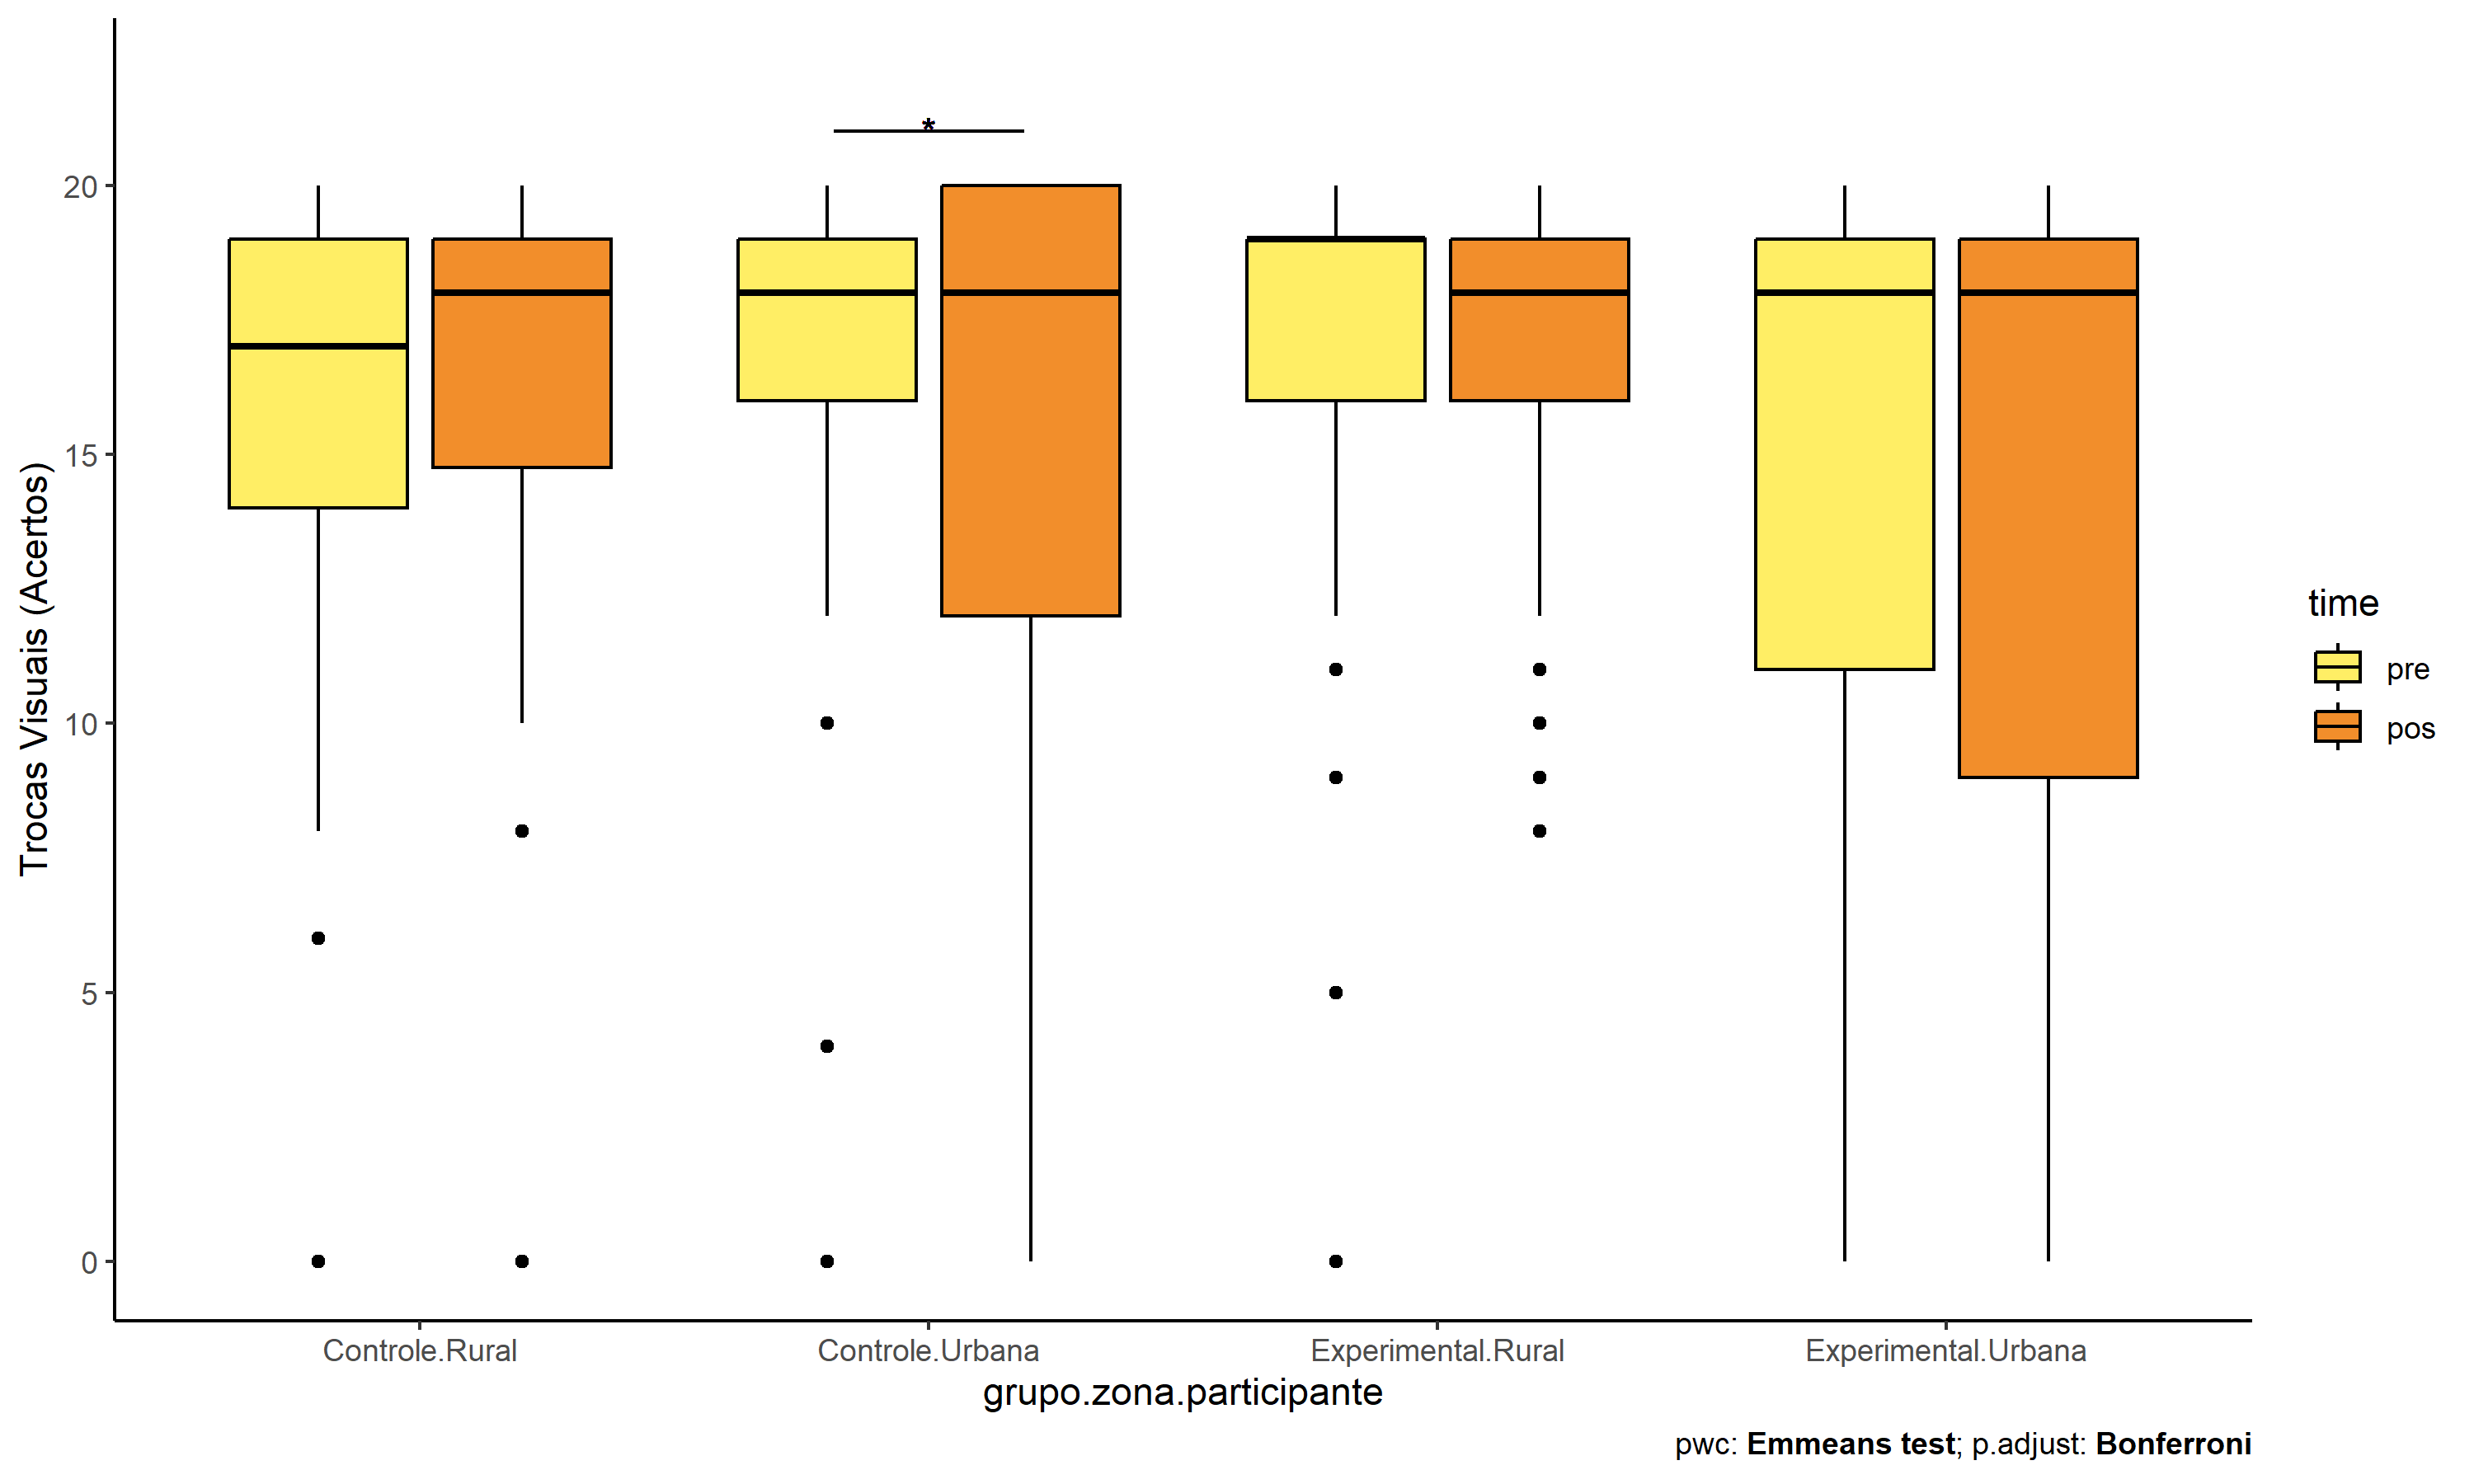 *
20
15
10
5
0
Trocas Visuais (Acertos)
Controle.Rural
Controle.Urbana
Experimental.Rural
Experimental.Urbana
grupo.zona.participante
time
pre
pos
pwc: Emmeans test; p.adjust: Bonferroni